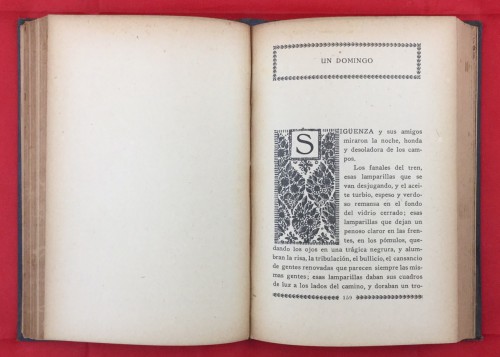 UN DOMINGO
SIGÜENZA y sus amigos
miraron la noche, honda
y desoladora de los cam-
pos.
Los fanales del tren,
esas lamparillas que se
van desjugando, y el acei-
te turbio, espeso y verdo-
so remansa en el fondo
del vidrio cerrado; esas
lamparillas que dejan un
penoso claror en las fren-
tes, en los pómulos, que-
dando los ojos en una trágica negrura, y alum-
bran la risa, la tribulación, el bullicio, el cansancio
de gentes renovadas que parecen siempre las mis-
mas gentes; esas lamparillas daban sus cuadros
de luz a los lados del camino, y doraban un tro-